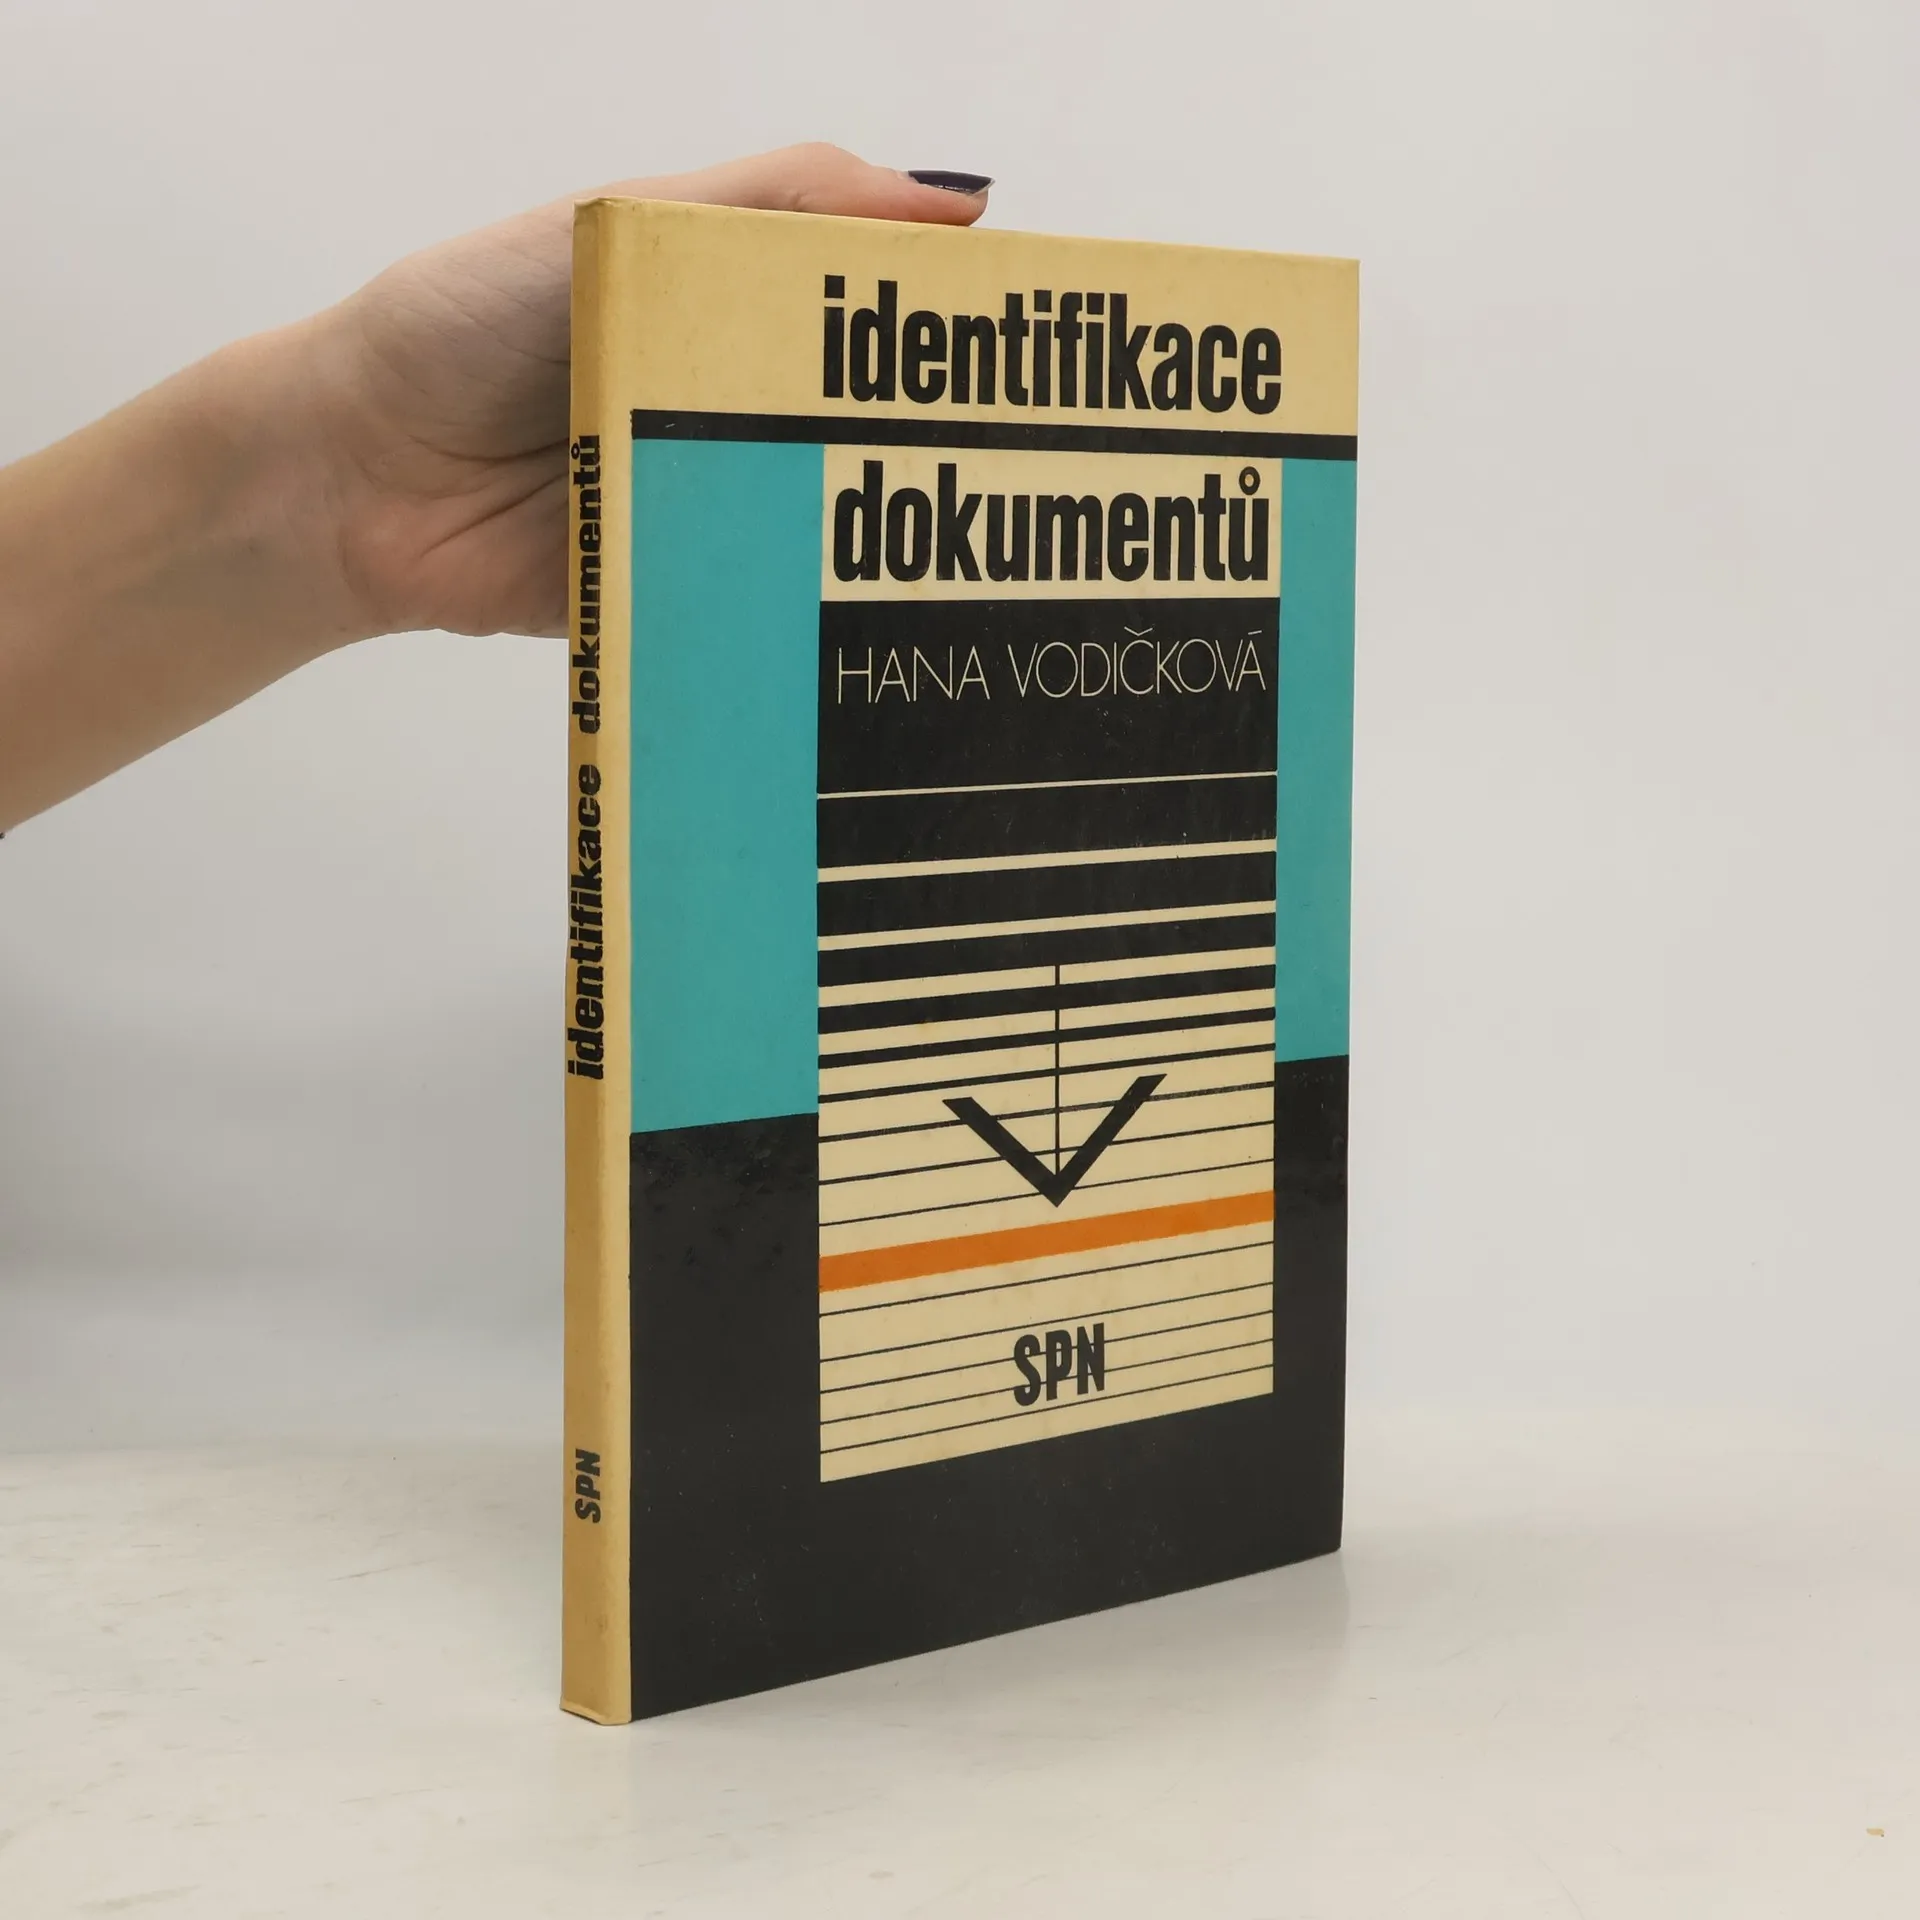 identifikace
dokumentů
HANA VODIČKOVÁ
SPN
identifikace dokumentů
SPN